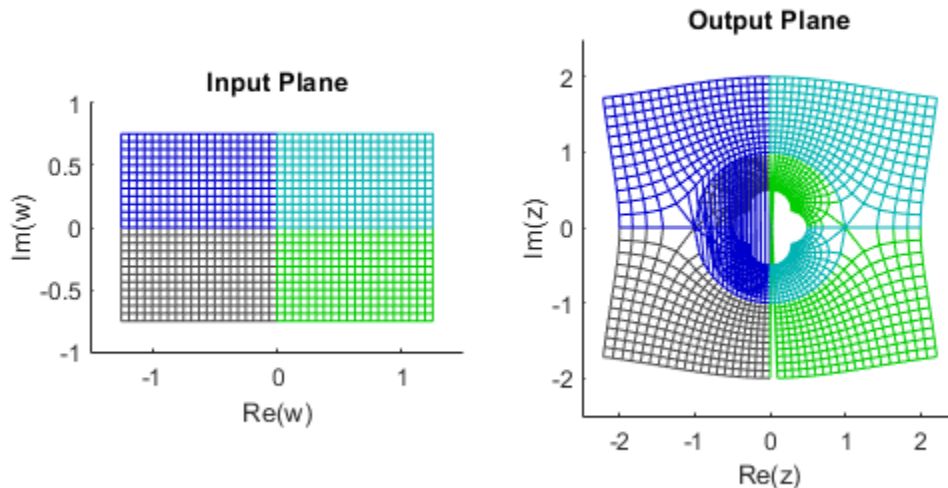 Input Plane
1
0.5
0
-0.5
-1
Im(w)
-1 0 1
Re(w)
Output Plane
2
1
0
-1
-2
Im(z)
-2 -1 0 1 2
Re(z)